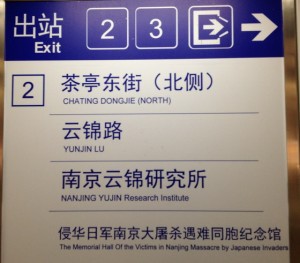 出站 2 3
Exit
2 茶亭东街（北侧）
CHATING DONGJIE (NORTH)
云锦路
YUNJIN LU
南京云锦研究所
NANJING YUJIN Research Institute
侵华日军南京大屠杀遇难同胞纪念馆
The Memorial Hall Of the Victims in Nanjing Massacre by Japanese Invaders